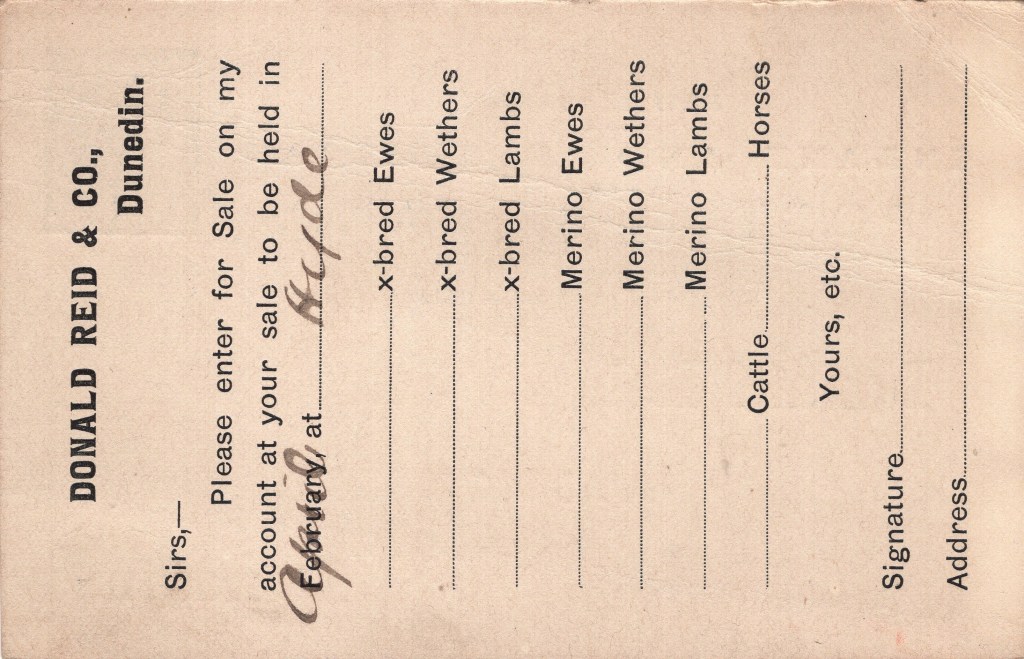 DONALD REID & CO.,
Dunedin.
Sirs,—
Please enter for Sale on my
account at your sale to be held in
April
February, at Hyde
x-bred Ewes
x-bred Wethers
x-bred Lambs
Merino Ewes
Merino Wethers
Merino Lambs
Cattle Horses
Yours, etc.
Signature
Address